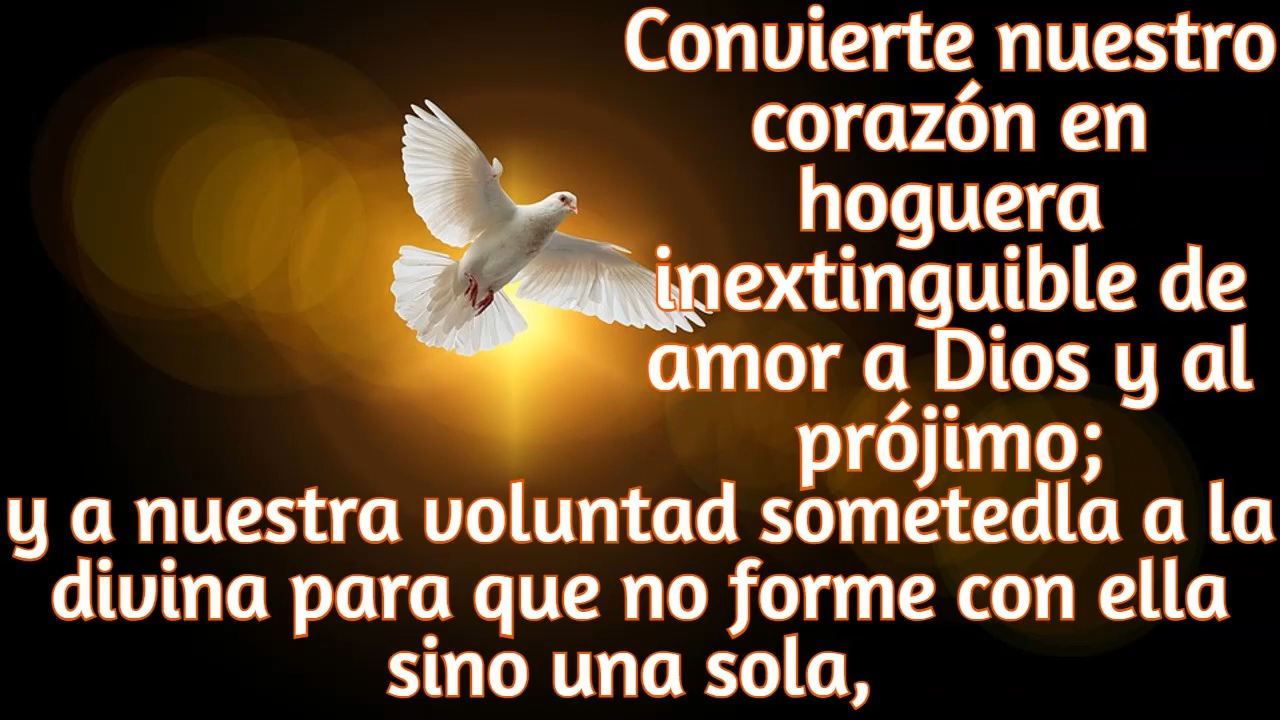 Convierte nuestro
corazón en
hoguera
inextinguible de
amor a Dios y al
prójimo;
y a nuestra voluntad sometedla a la
divina para que no forme con ella
sino una sola,